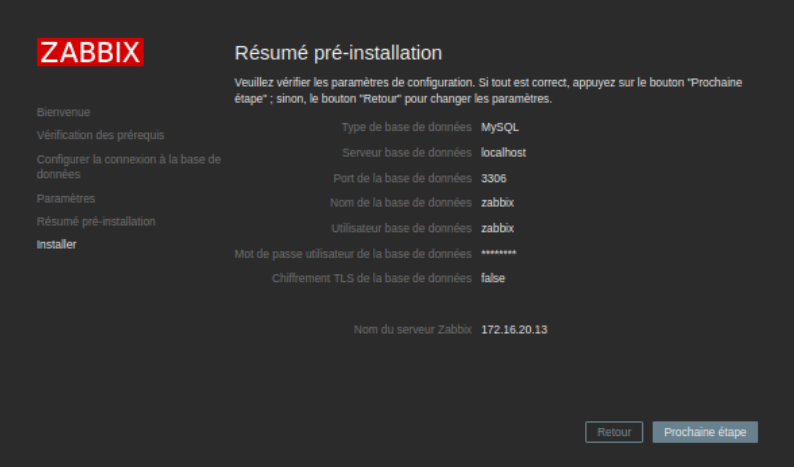 ZABBIX
Bienvenue
Vérification des prérequis
Configurer la connexion à la base de
données
Paramètres
Résumé pré-installation
Installer
Résumé pré-installation
Veuillez vérifier les paramètres de configuration. Si tout est correct, appuyez sur le bouton "Prochaine
étape" ; sinon, le bouton "Retour" pour changer les paramètres.
Type de base de données MySQL
Serveur base de données localhost
Port de la base de données 3306
Nom de la base de données zabbix
Utilisateur base de données zabbix
Mot de passe utilisateur de la base de données ********
Chiffrement TLS de la base de données false
Nom du serveur Zabbix 172.16.20.13
Retour Prochaine étape